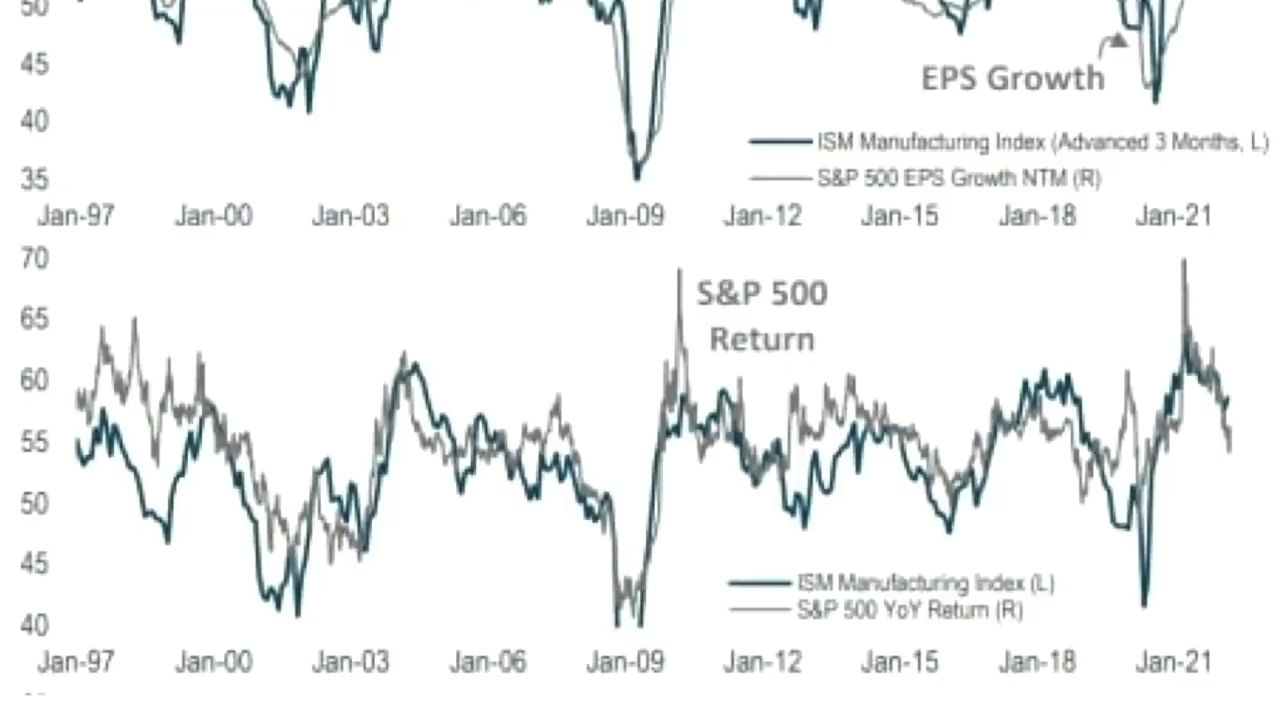 50
45
EPS Growth
40
ISM Manufacturing Index (Advanced 3 Months, L)
35
S&P 500 EPS Growth NTM (R)
Jan-97 Jan-00 Jan-03 Jan-06 Jan-09 Jan-12 Jan-15 Jan-18 Jan-21
70
S&P 500
Return
65
60
55
50
45
ISM Manufacturing Index (L)
S&P 500 YoY Return (R)
40
Jan-97 Jan-00 Jan-03 Jan-06 Jan-09 Jan-12 Jan-15 Jan-18 Jan-21